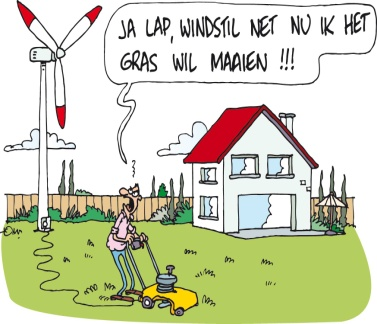 JA LAP, WINDSTIL NET NU IK HET
GRAS WIL MAAIEN !!!